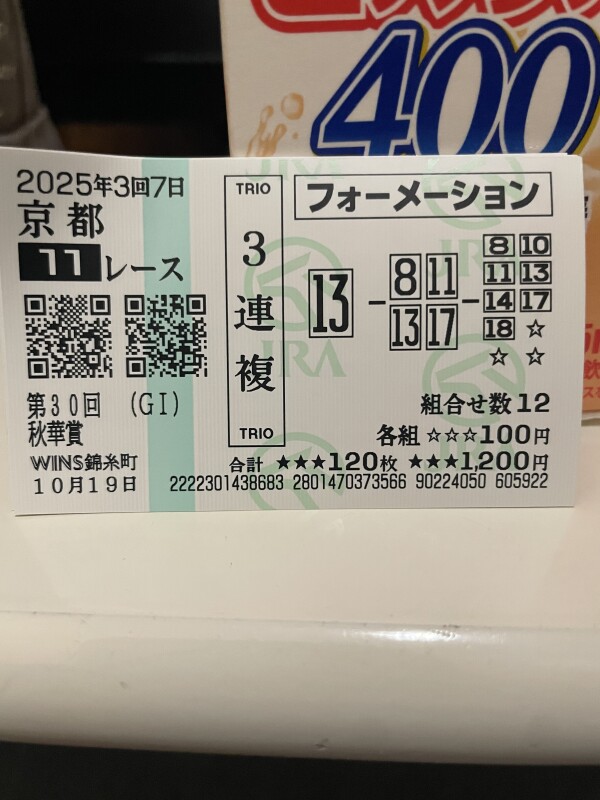 400
2025年3回7日
京都
11レース
第30回 (GI)
秋華賞
WINS錦糸町
10月19日
TRIO
3連複
TRIO
フォーメーション
13 - 8 11 13 17 - 8 10 11 13 14 17 18 ☆ ☆ ☆
組合せ数12
各組 ☆☆☆100円
合計 ★★★120枚 ★★★1,200円
2222301438683 2801470373566 90224050 605922
JRA
JRA
JRA